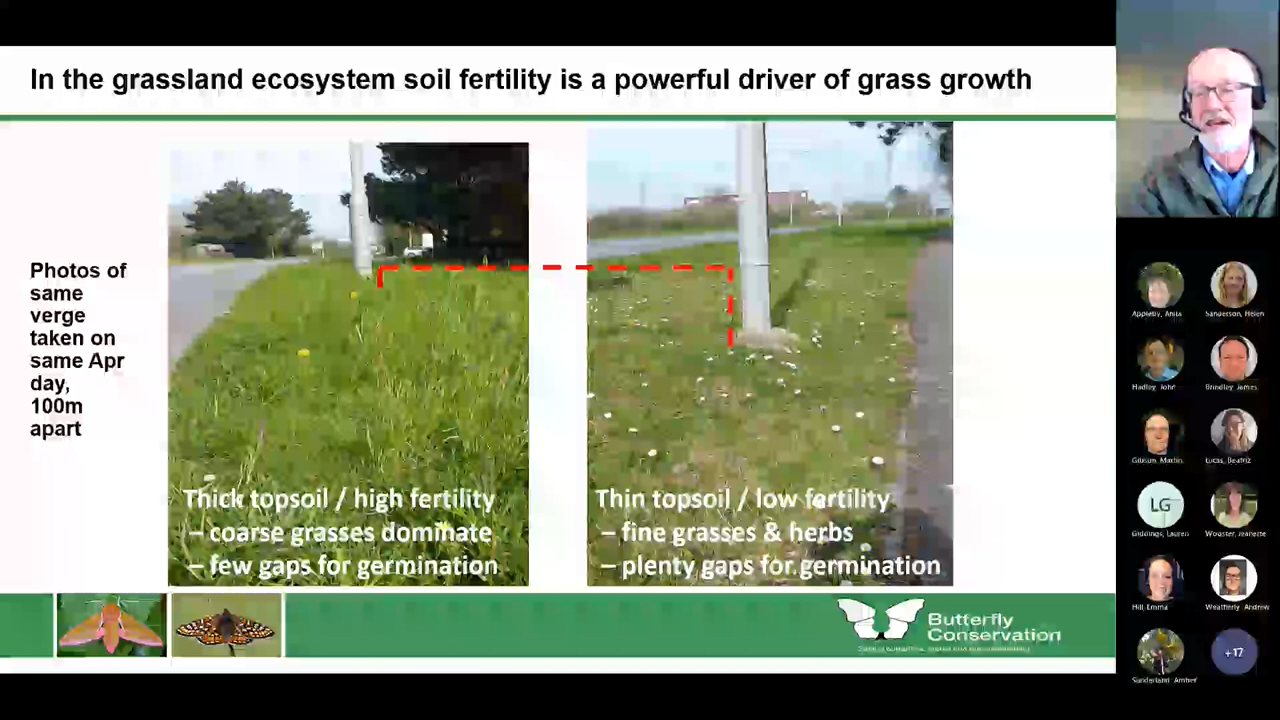 In the grassland ecosystem soil fertility is a powerful driver of grass growth
Photos of
same
verge
taken on
same Apr
day,
100m
apart
Thick topsoil / high fertility
– coarse grasses dominate
– few gaps for germination
Thin topsoil / low fertility
– fine grasses & herbs
– plenty gaps for germination
Butterfly
Conservation
Appleby, Anita
Sanderson, Helen
Hadley, John
Brindley, James
Lucas, Beatriz
LG
Giddings, Lauren
Wooster, Jeanette
Hill, Emma
Weatherly, Andrew
Sunderland, Amber
+17